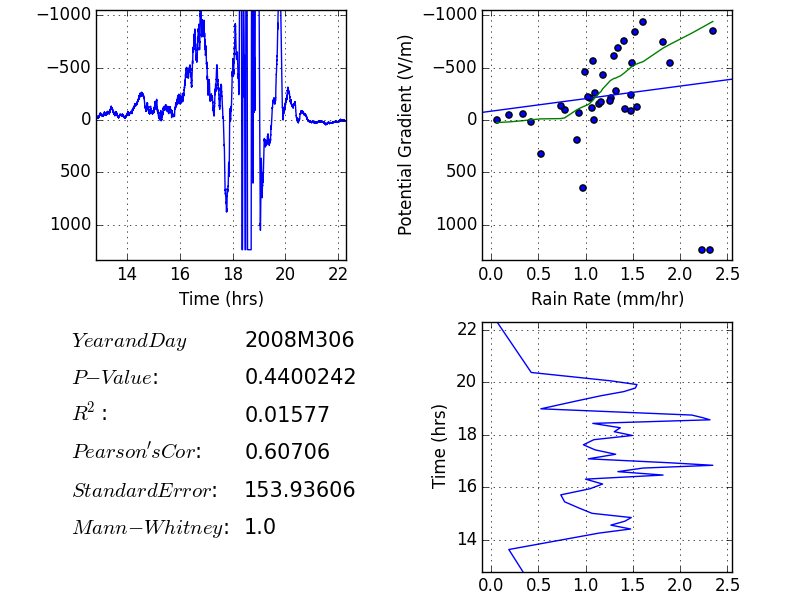 −1000
−500
0
500
1000
14 16 18 20 22
Time (hrs)
Potential Gradient (V/m)
−1000
−500
0
500
1000
0.0 0.5 1.0 1.5 2.0 2.5
Rain Rate (mm/hr)
YearandDay 2008M306
P−Value: 0.4400242
R² : 0.01577
Pearson'sCor: 0.60706
StandardError: 153.93606
Mann−Whitney: 1.0
Time (hrs)
22
20
18
16
14
0.0 0.5 1.0 1.5 2.0 2.5